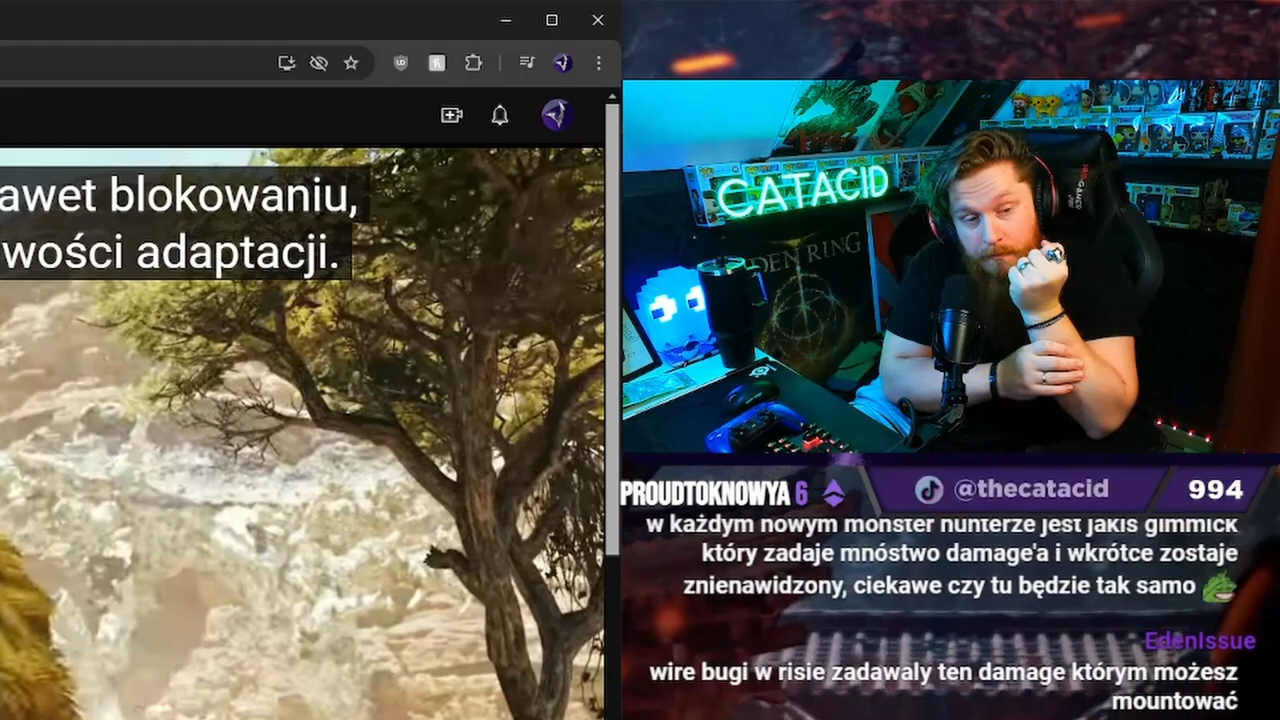 awet blokowaniu,
wości adaptacji.
CATACID
DEN RING
PROUDTOKNOWYA 6
@thecatacid
994
w każdym nowym monster hunterze jest jakiś gimmick
który zadaje mnóstwo damage'a i wkrótce zostaje
znienawidzony, ciekawe czy tu będzie tak samo
EdenIssue
wire bugi w risie zadawaly ten damage którym możesz
mountować